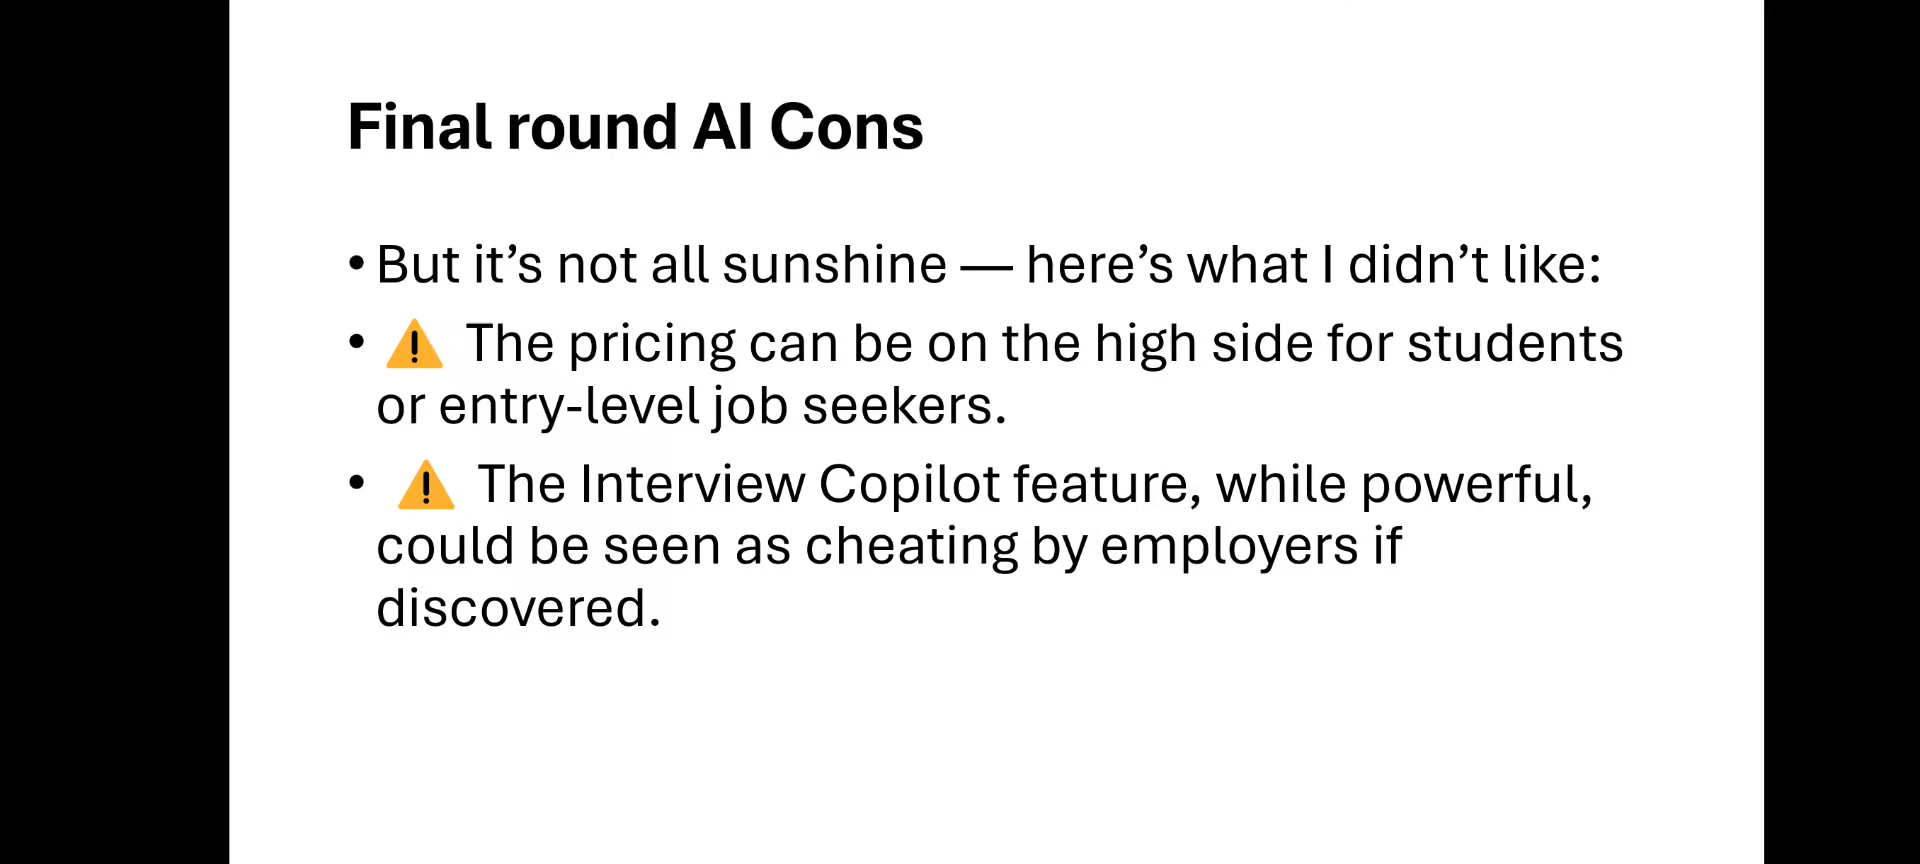 Final round AI Cons
• But it’s not all sunshine — here’s what I didn’t like:
• ⚠️ The pricing can be on the high side for students
or entry-level job seekers.
• ⚠️ The Interview Copilot feature, while powerful,
could be seen as cheating by employers if
discovered.